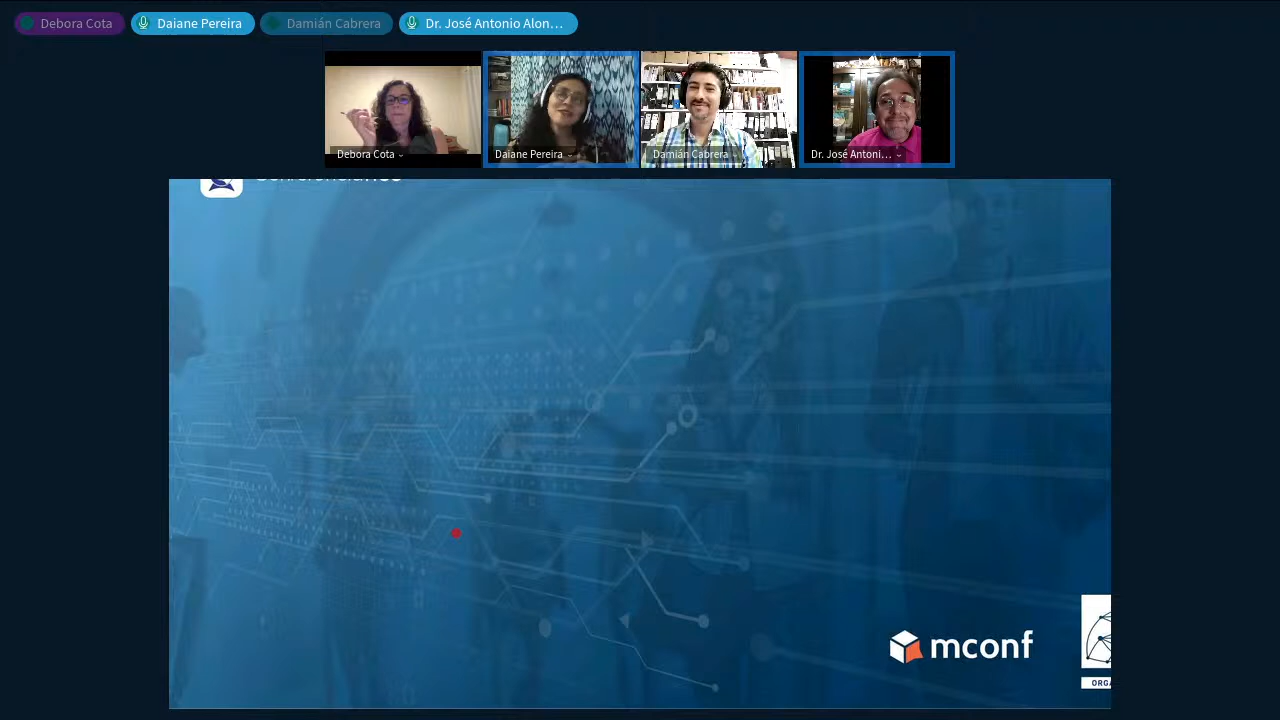 Debora Cota
Daiane Pereira
Damián Cabrera
Dr. José Antonio Alon…
Debora Cota
Daiane Pereira
Damián Cabrera
Dr. José Antoni…
mconf
ORGA